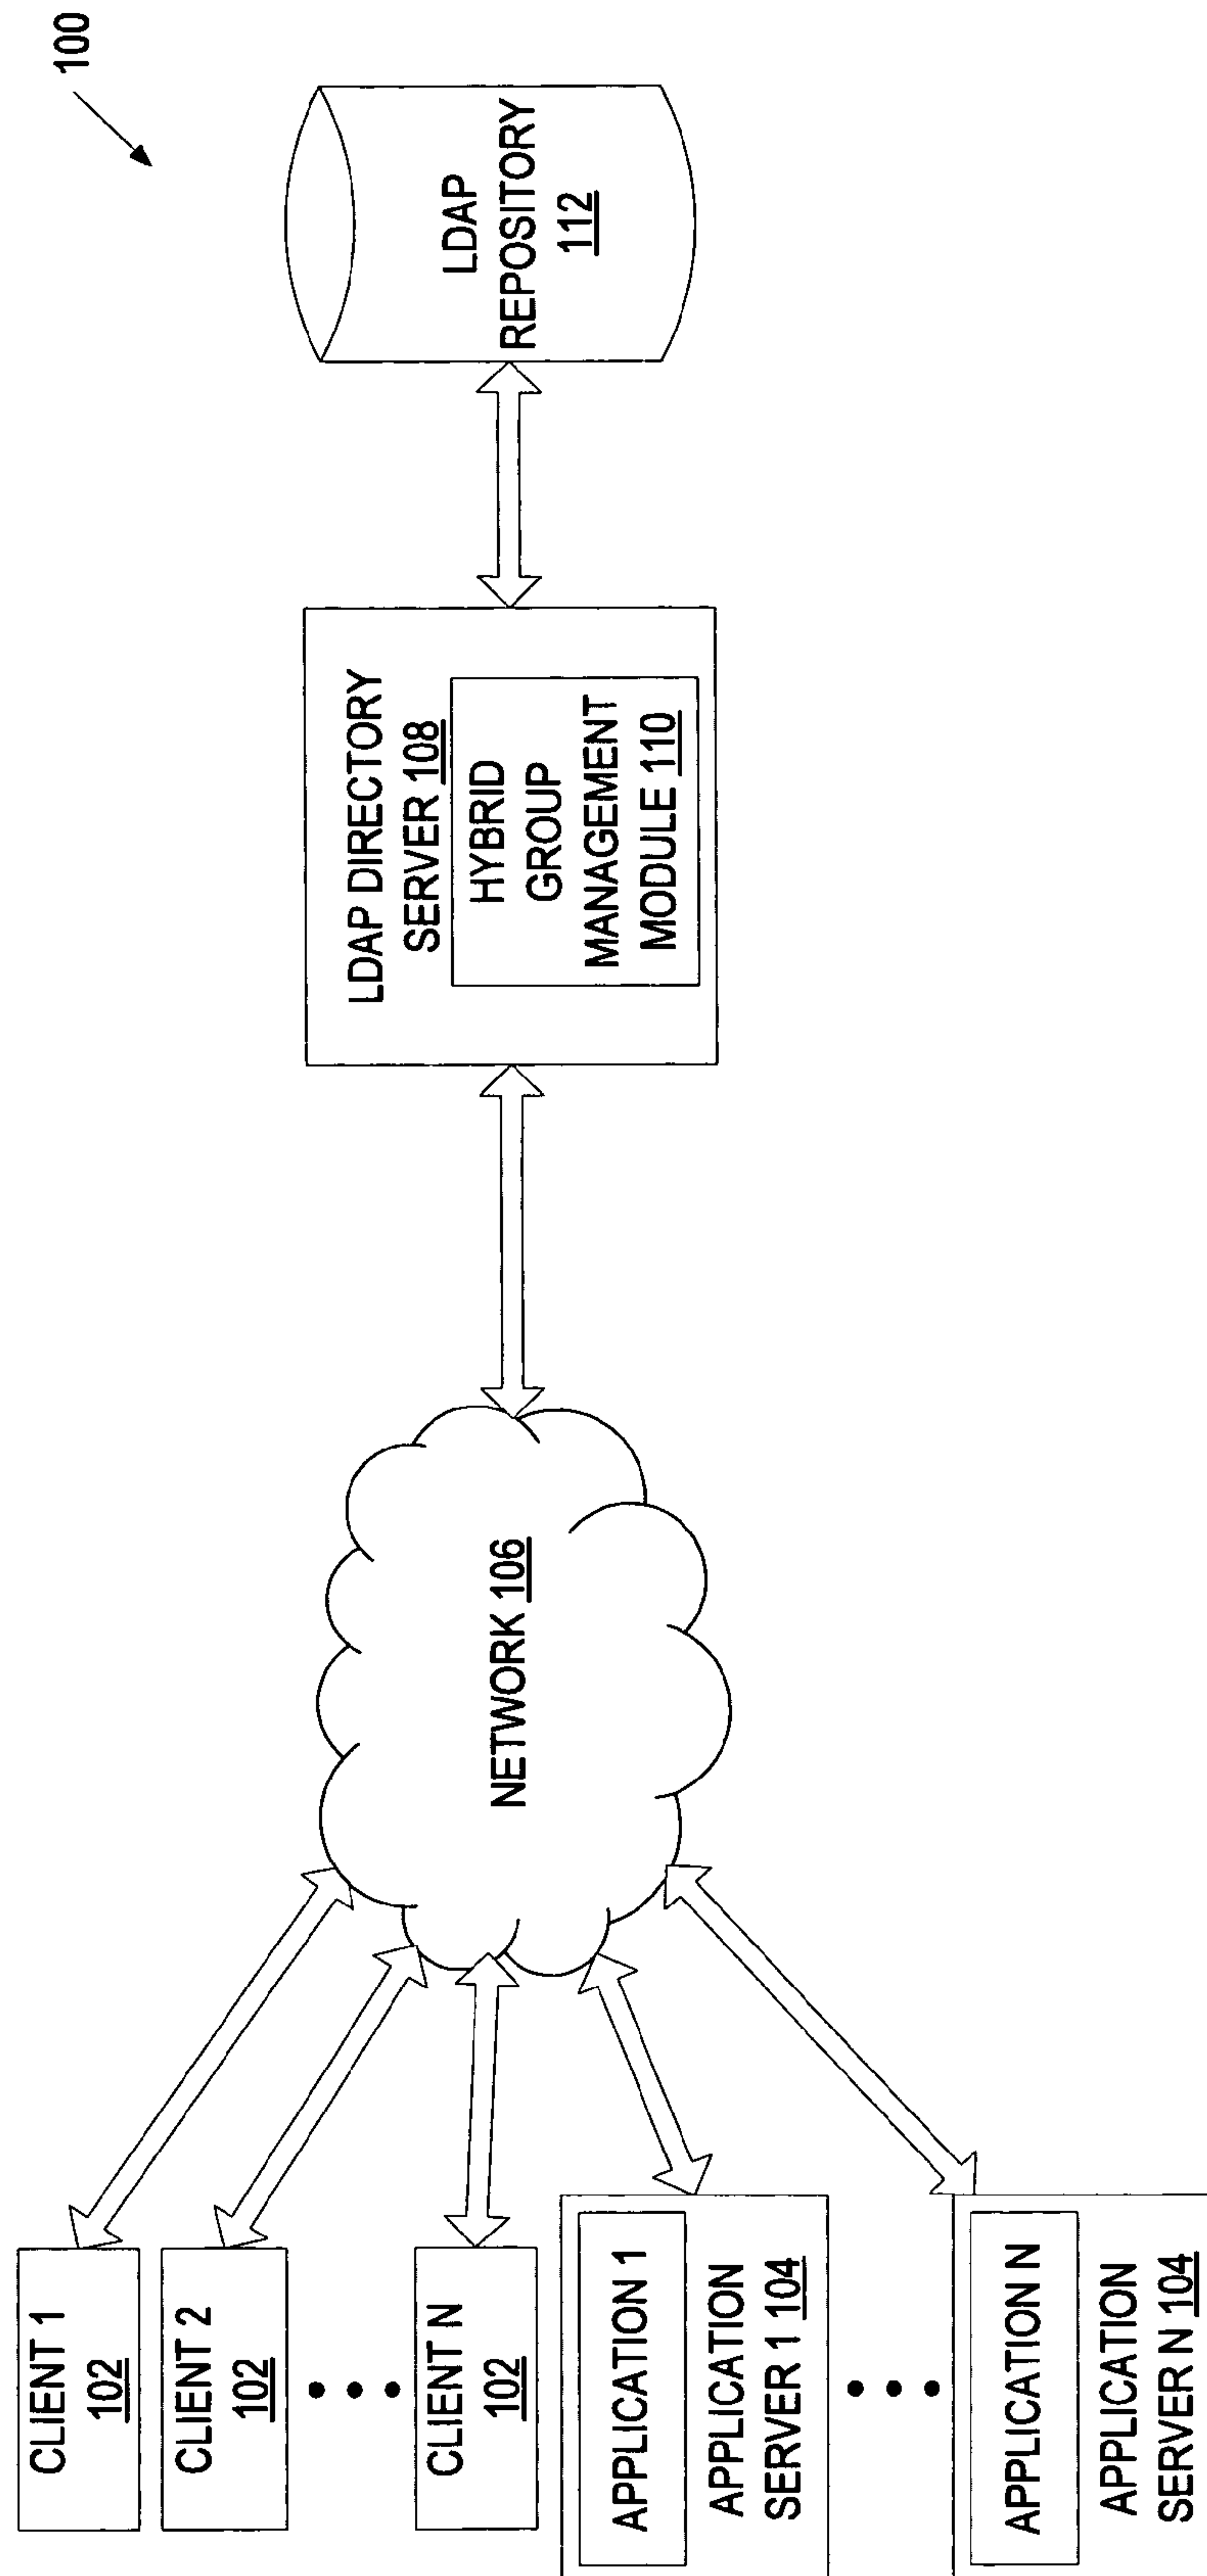 100
CLIENT 1
102
CLIENT 2
102
CLIENT N
102
APPLICATION 1
APPLICATION
SERVER 1 104
APPLICATION N
APPLICATION
SERVER N 104
NETWORK 106
LDAP DIRECTORY
SERVER 108
HYBRID
GROUP
MANAGEMENT
MODULE 110
LDAP
REPOSITORY
112